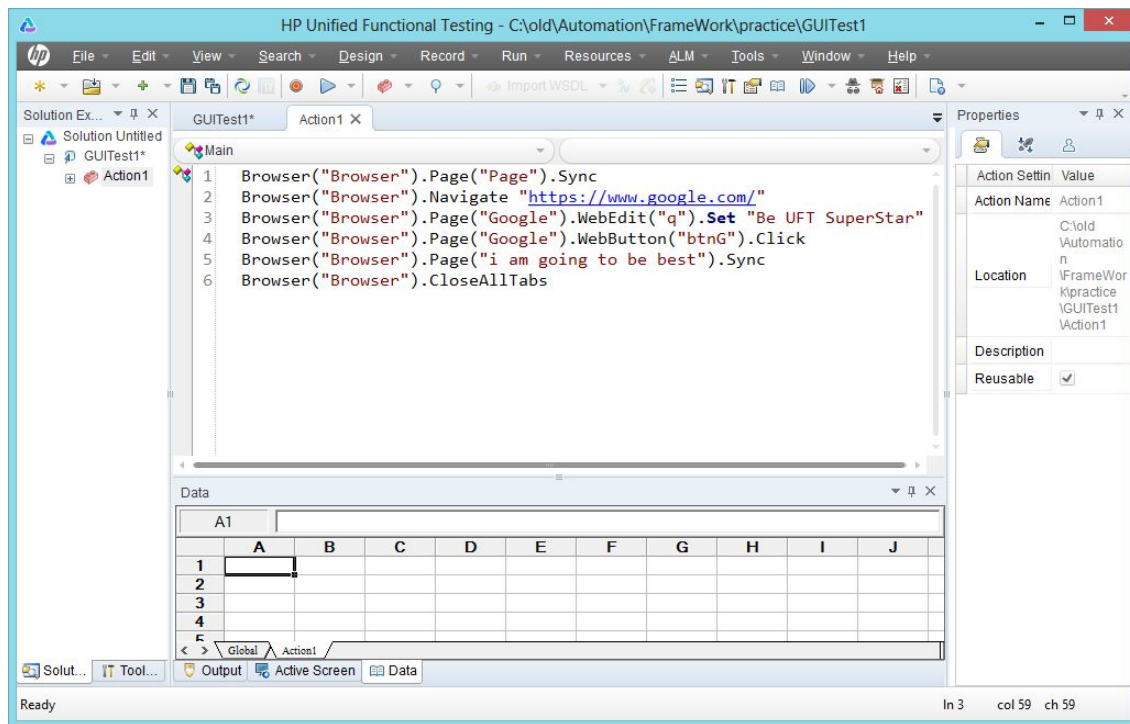 HP Unified Functional Testing - C:\old\Automation\FrameWork\practice\GUITest1
hp File Edit View Search Design Record Run Resources ALM Tools Window Help
Import WSDL
Solution Ex...
Solution Untitled
GUITest1*
Action1
GUITest1* Action1
Main
1 Browser("Browser").Page("Page").Sync
2 Browser("Browser").Navigate "https://www.google.com/"
3 Browser("Browser").Page("Google").WebEdit("q").Set "Be UFT SuperStar"
4 Browser("Browser").Page("Google").WebButton("btnG").Click
5 Browser("Browser").Page("i am going to be best").Sync
6 Browser("Browser").CloseAllTabs
Properties
Action Settin Value
Action Name Action1
Location C:\old
\Automatio
n
\FrameWor
k\practice
\GUITest1
\Action1
Description
Reusable
Data
A1
A B C D E F G H I J
1
2
3
4
5
Global Action1
Solut... Tool... Output Active Screen Data
Ready ln 3 col 59 ch 59